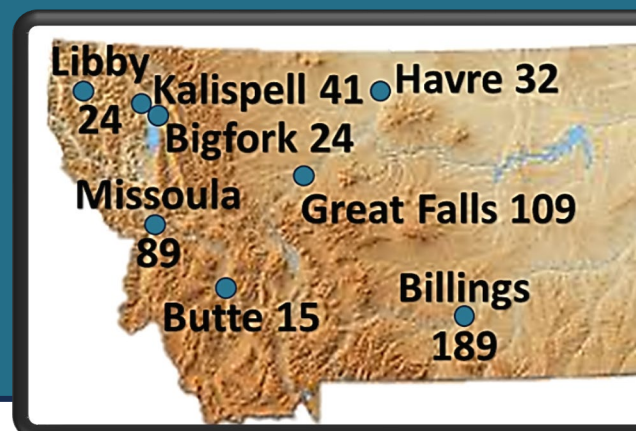 Libby
24
Kalispell 41
Bigfork 24
Havre 32
Great Falls 109
Missoula
89
Butte 15
Billings
189